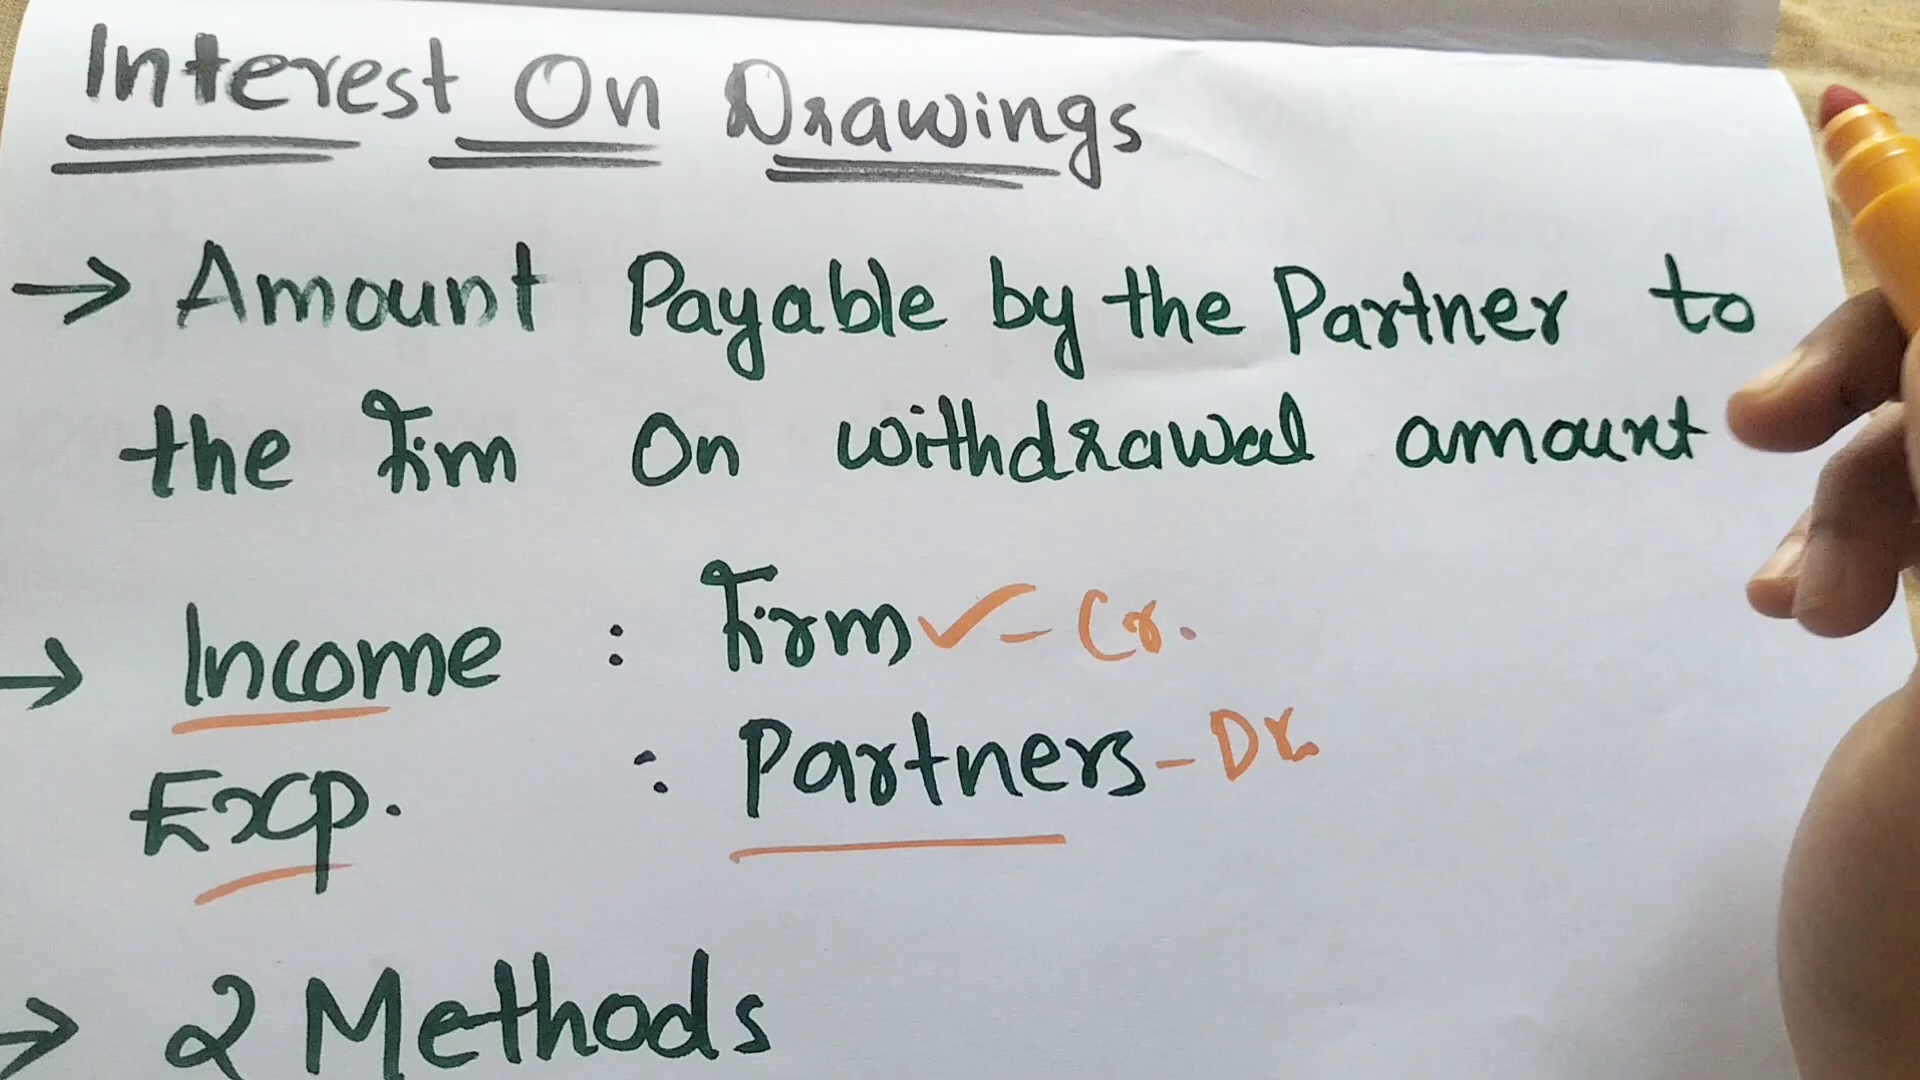 Interest On Drawings
→ Amount Payable by the Partner to
the Firm On withdrawal amount
→ Income : Firm ✓ - Cr.
Exp. : Partners - Dr.
→ 2 Methods